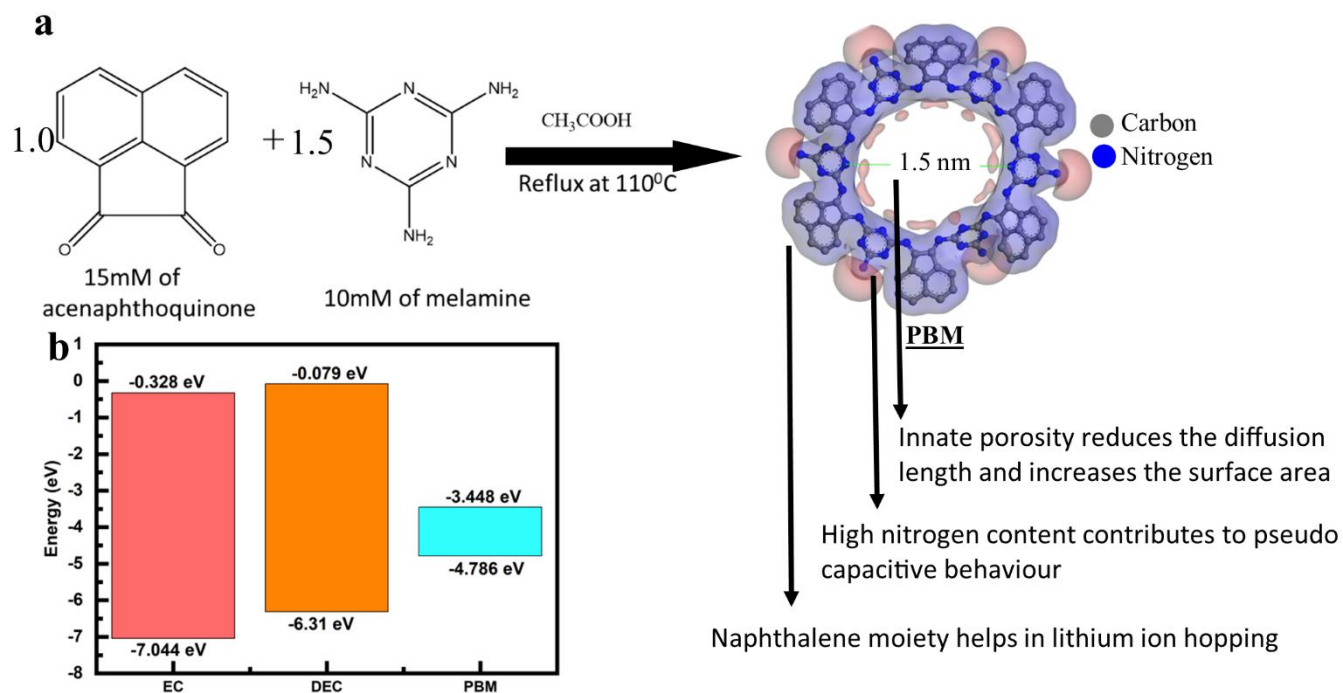 a
1.0
+ 1.5
O
O
H₂N
NH₂
N
N
N
NH₂
CH₃COOH
Reflux at 110⁰C
15mM of
acenaphthoquinone
10mM of melamine
1.5 nm
Carbon
Nitrogen
PBM
Innate porosity reduces the diffusion
length and increases the surface area
High nitrogen content contributes to pseudo
capacitive behaviour
Naphthalene moiety helps in lithium ion hopping
b
Energy (eV)
1
0
-1
-2
-3
-4
-5
-6
-7
-8
-0.328 eV
-7.044 eV
-0.079 eV
-6.31 eV
-3.448 eV
-4.786 eV
EC
DEC
PBM